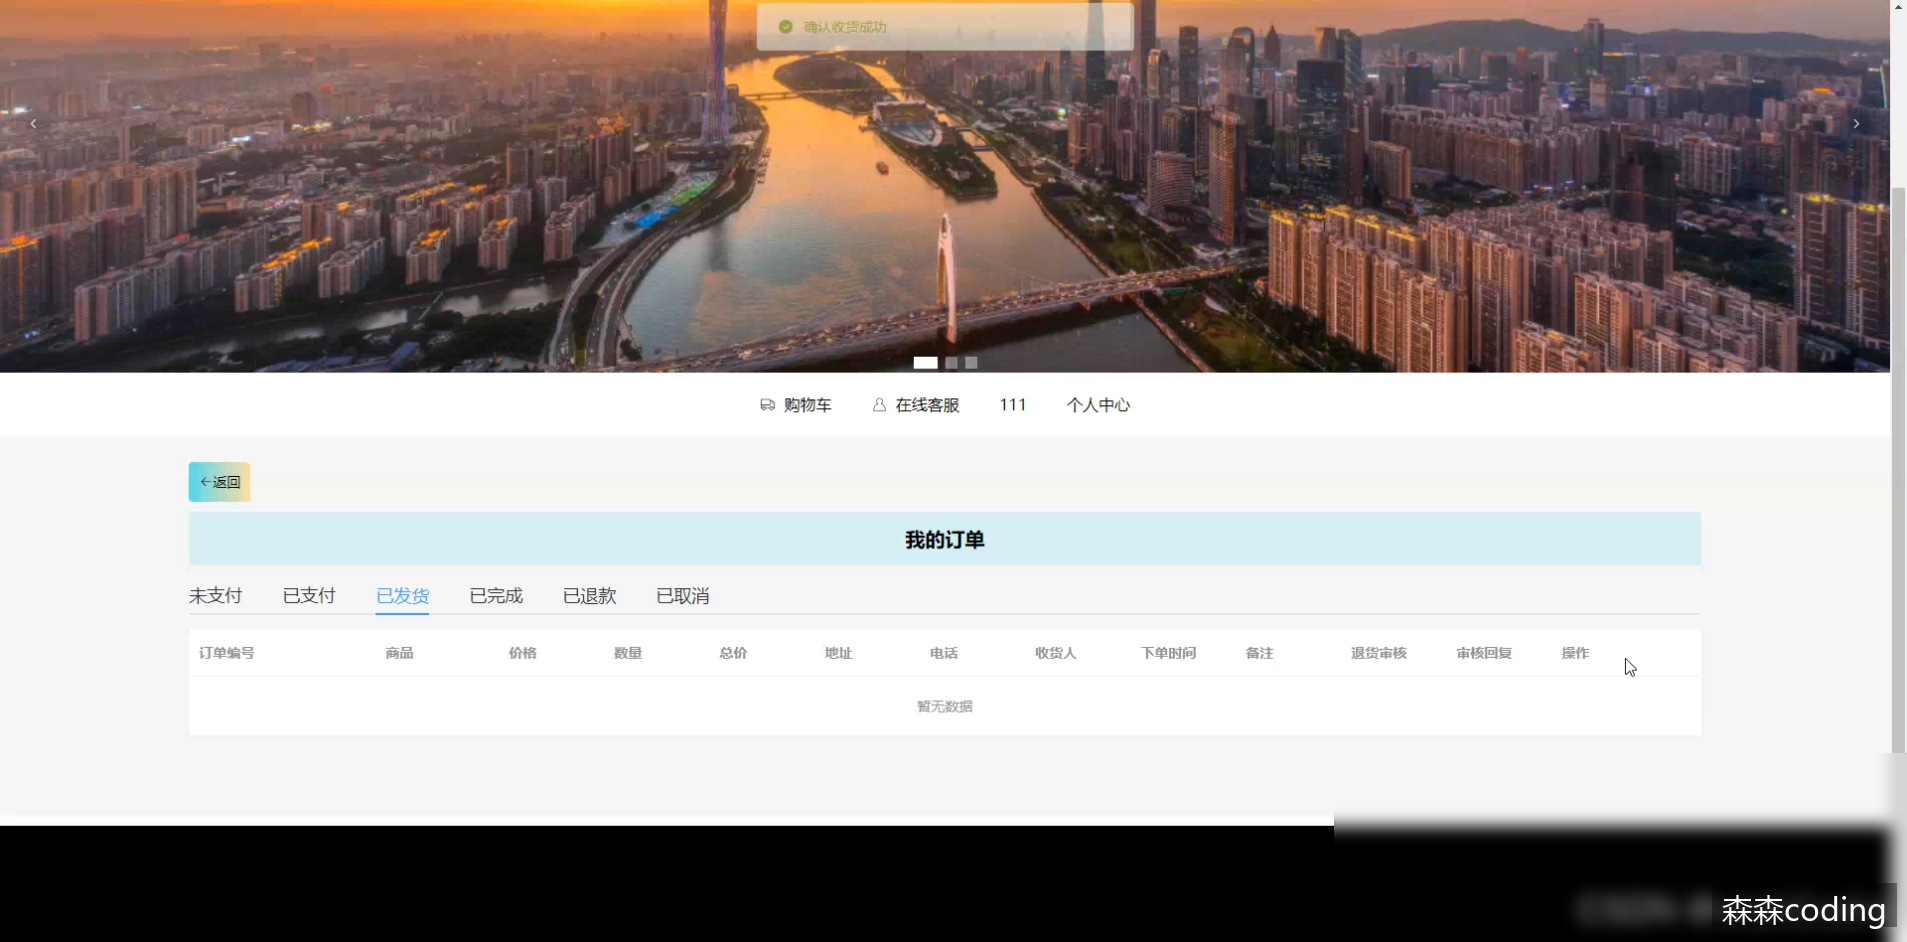 确认收货成功
购物车 在线客服 111 个人中心
←返回
我的订单
未支付 已支付 已发货 已完成 已退款 已取消
订单编号 商品 价格 数量 总价 地址 电话 收货人 下单时间 备注 退货审核 审核回复 操作
暂无数据
森森coding